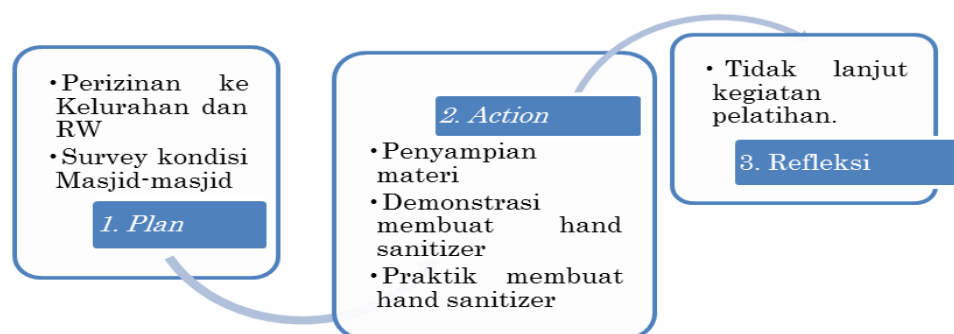 •Perizinan ke
Kelurahan dan
RW
•Survey kondisi
Masjid-masjid
1. Plan
2. Action
•Penyampian
materi
•Demonstrasi
membuat hand
sanitizer
•Praktik membuat
hand sanitizer
• Tidak lanjut
kegiatan
pelatihan.
3. Refleksi